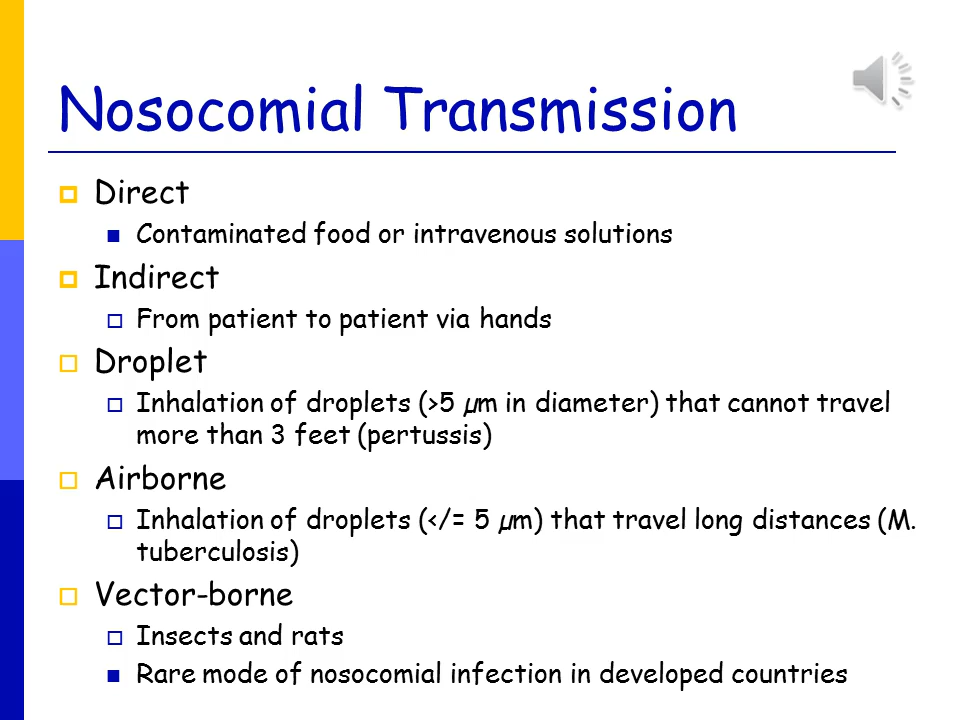 Nosocomial Transmission
Direct
Contaminated food or intravenous solutions
Indirect
From patient to patient via hands
Droplet
Inhalation of droplets (>5 µm in diameter) that cannot travel
more than 3 feet (pertussis)
Airborne
Inhalation of droplets (</= 5 µm) that travel long distances (M.
tuberculosis)
Vector-borne
Insects and rats
Rare mode of nosocomial infection in developed countries